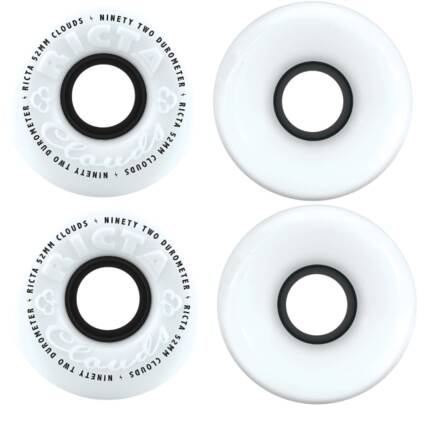 RICTA 52MM CLOUDS ϟ NINETY TWO DUROMETER ϟ RICTA 52MM CLOUDS ϟ NINETY TWO DUROMETER ϟ
RICTA
Clouds
RICTA 52MM CLOUDS ϟ NINETY TWO DUROMETER ϟ RICTA 52MM CLOUDS ϟ NINETY TWO DUROMETER ϟ
RICTA
Clouds